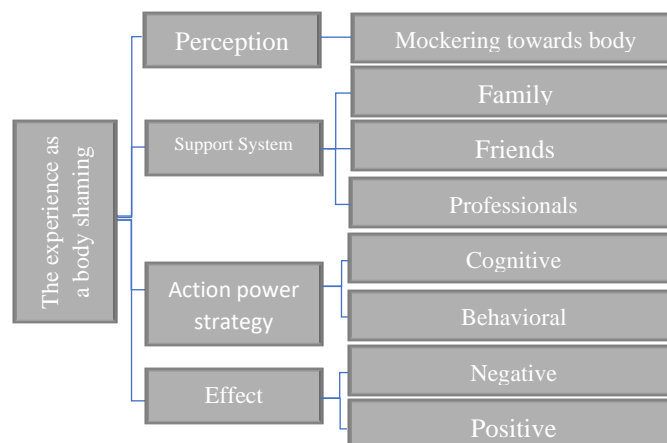 The experience as
a body shaming
Perception
Mockering towards body
Support System
Family
Friends
Professionals
Action power
strategy
Cognitive
Behavioral
Effect
Negative
Positive